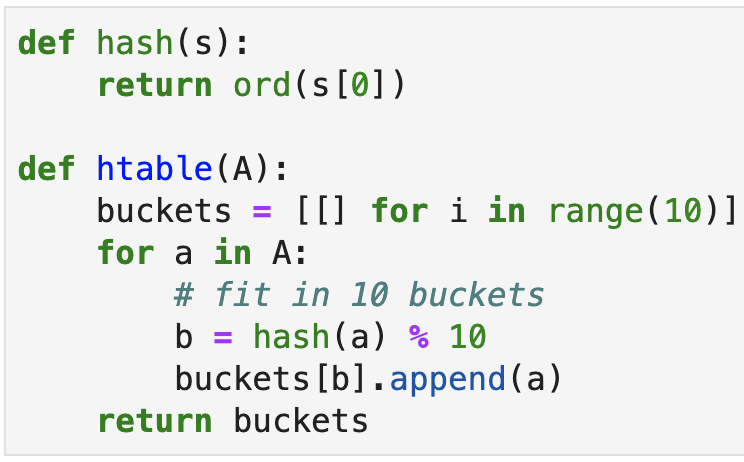 def hash(s):
    return ord(s[0])

def htable(A):
    buckets = [[] for i in range(10)]
    for a in A:
        # fit in 10 buckets
        b = hash(a) % 10
        buckets[b].append(a)
    return buckets